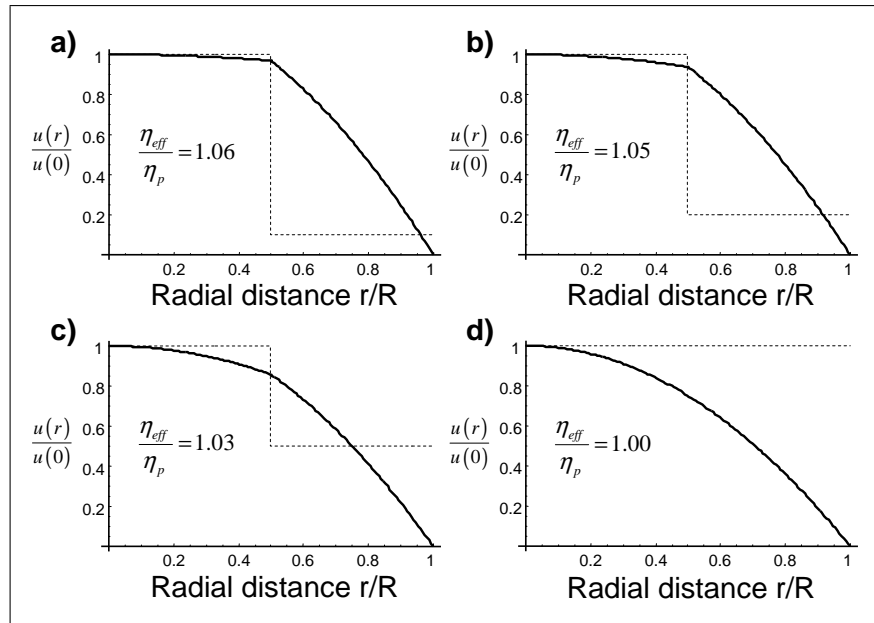 a)
1
0.8
0.6
0.4
0.2
u(r)
u(0)
η_eff / η_p = 1.06
0.2 0.4 0.6 0.8 1
Radial distance r/R
b)
1
0.8
0.6
0.4
0.2
u(r)
u(0)
η_eff / η_p = 1.05
0.2 0.4 0.6 0.8 1
Radial distance r/R
c)
1
0.8
0.6
0.4
0.2
u(r)
u(0)
η_eff / η_p = 1.03
0.2 0.4 0.6 0.8 1
Radial distance r/R
d)
1
0.8
0.6
0.4
0.2
u(r)
u(0)
η_eff / η_p = 1.00
0.2 0.4 0.6 0.8 1
Radial distance r/R